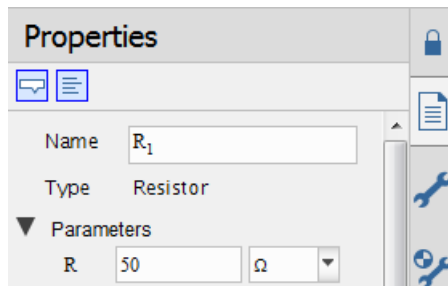 Properties
Name R₁
Type Resistor
Parameters
R 50 Ω